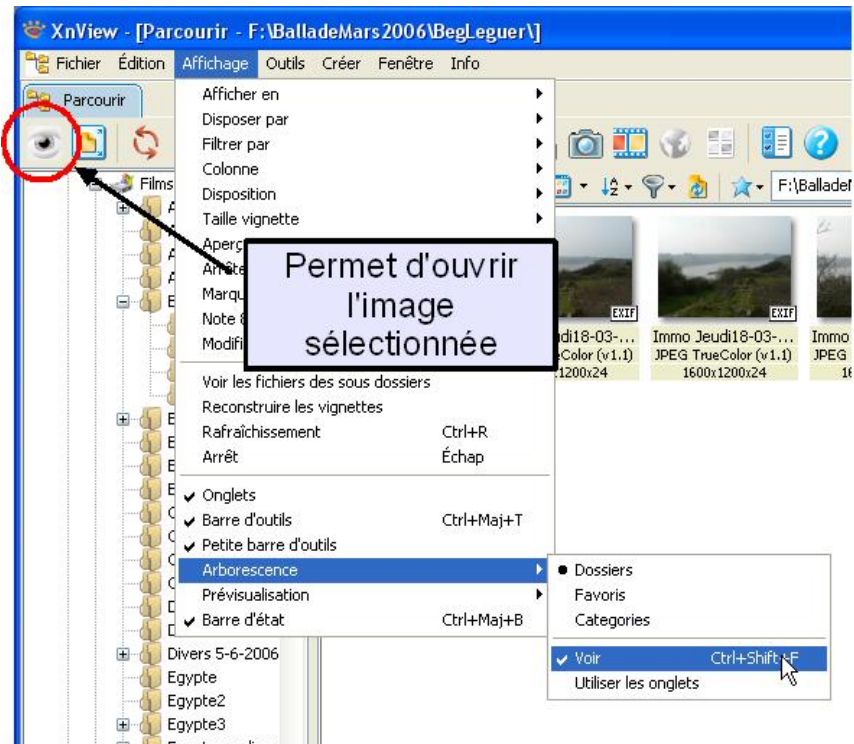 XnView - [Parcourir - F:\BalladeMars2006\BegLeguer\]
Fichier Édition Affichage Outils Créer Fenêtre Info
Parcourir
Afficher en
Disposer par
Filtrer par
Colonne
Disposition
Taille vignette
Permet d'ouvrir
l'image
sélectionnée
Voir les fichiers des sous dossiers
Reconstruire les vignettes
Rafraîchissement Ctrl+R
Arrêt Échap
Onglets
Barre d'outils Ctrl+Maj+T
Petite barre d'outils
Arborescence
Prévisualisation
Barre d'état Ctrl+Maj+B
Dossiers
Favoris
Categories
Voir Ctrl+Shift+F
Utiliser les onglets
Films
Divers 5-6-2006
Egypte
Egypte2
Egypte3
EXIF
EXIF
Immo Jeudi18-03-... Immo
JPEG TrueColor (v1.1) JPEG
1600x1200x24